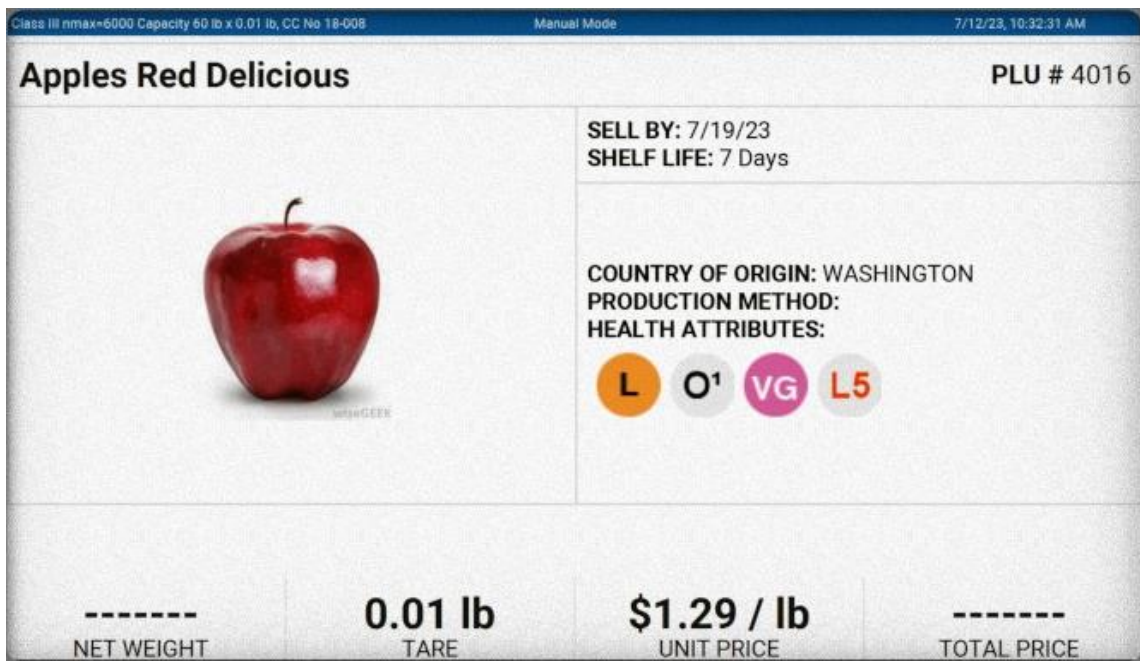 Class III nmax=6000 Capacity 60 lb x 0.01 lb, CC No 18-008 Manual Mode 7/12/23, 10:32:31 AM
Apples Red Delicious PLU # 4016
SELL BY: 7/19/23
SHELF LIFE: 7 Days
COUNTRY OF ORIGIN: WASHINGTON
PRODUCTION METHOD:
HEALTH ATTRIBUTES:
L O¹ VG L5
wiseGEEK
------- 0.01 lb $1.29 / lb -------
NET WEIGHT TARE UNIT PRICE TOTAL PRICE